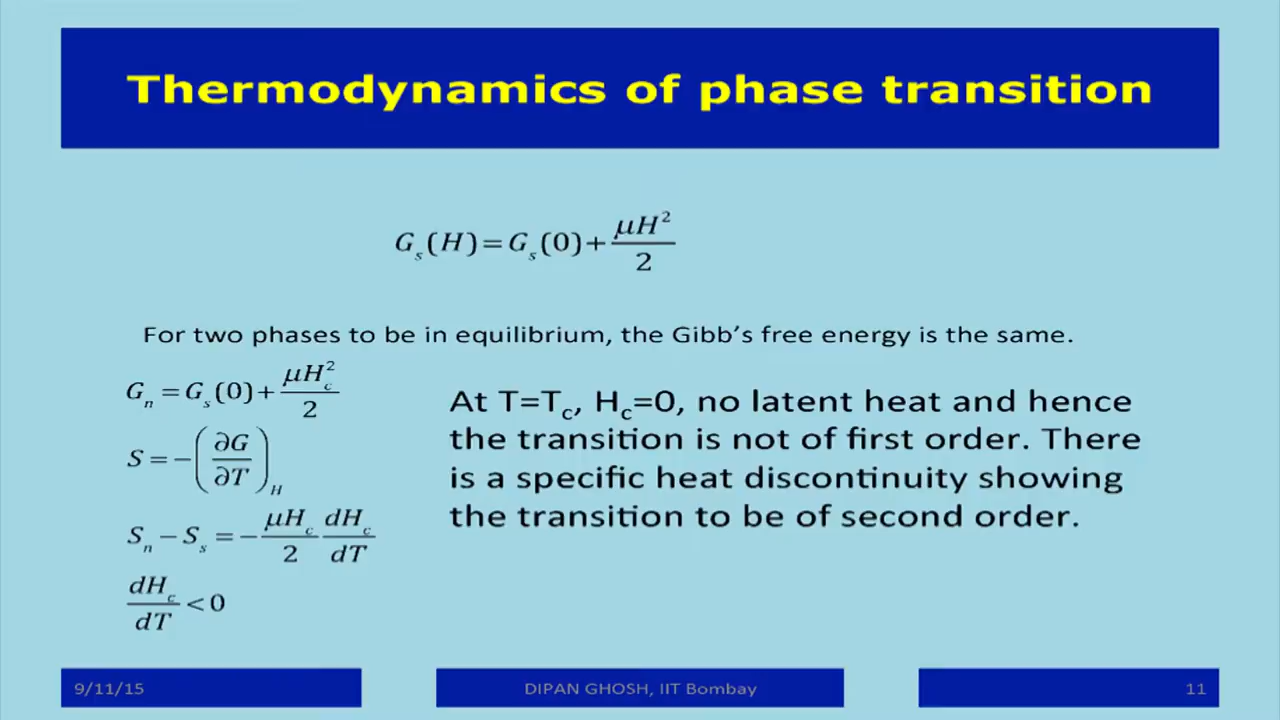 Thermodynamics of phase transition
G_s(H)=G_s(0)+μH²/2
For two phases to be in equilibrium, the Gibb's free energy is the same.
G_n=G_s(0)+μH_c²/2
S=-(∂G/∂T)_H
S_n-S_s=-μH_c/2 dH_c/dT
dH_c/dT<0
At T=T_c, H_c=0, no latent heat and hence
the transition is not of first order. There
is a specific heat discontinuity showing
the transition to be of second order.
9/11/15
DIPAN GHOSH, IIT Bombay
11